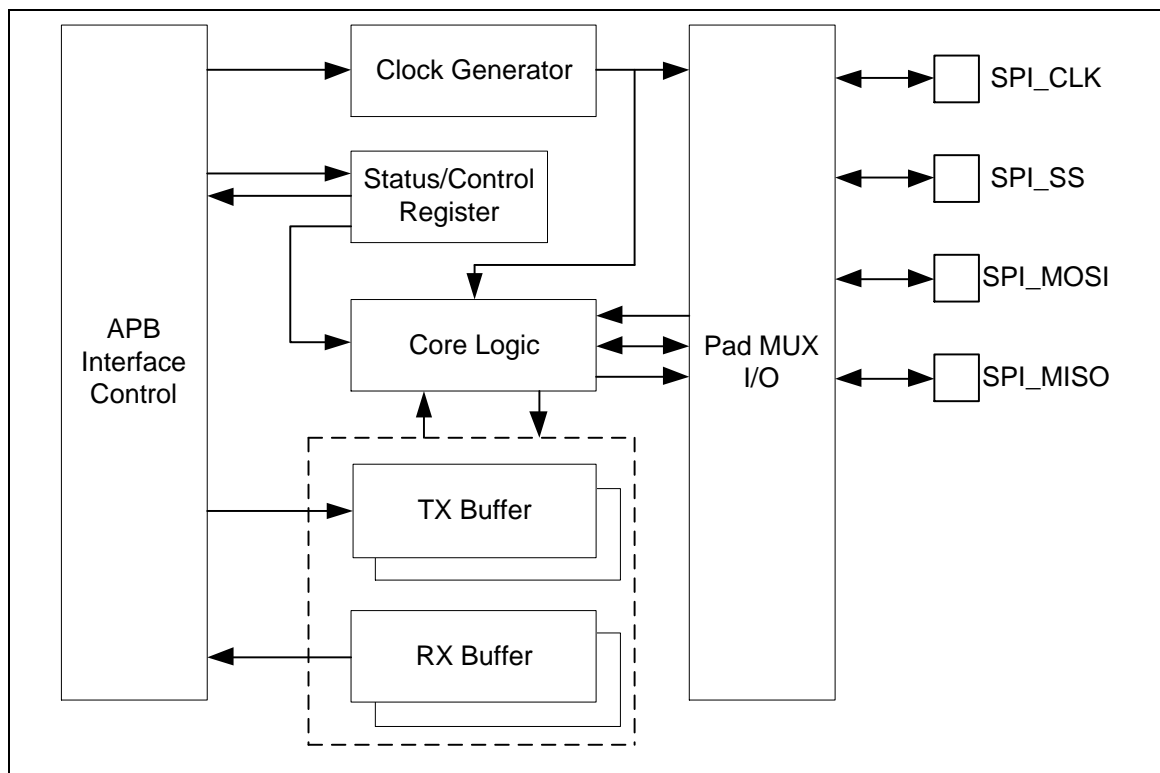 Clock Generator
SPI_CLK
Status/Control
Register
SPI_SS
SPI_MOSI
APB
Interface
Control
Core Logic
Pad MUX
I/O
SPI_MISO
TX Buffer
RX Buffer